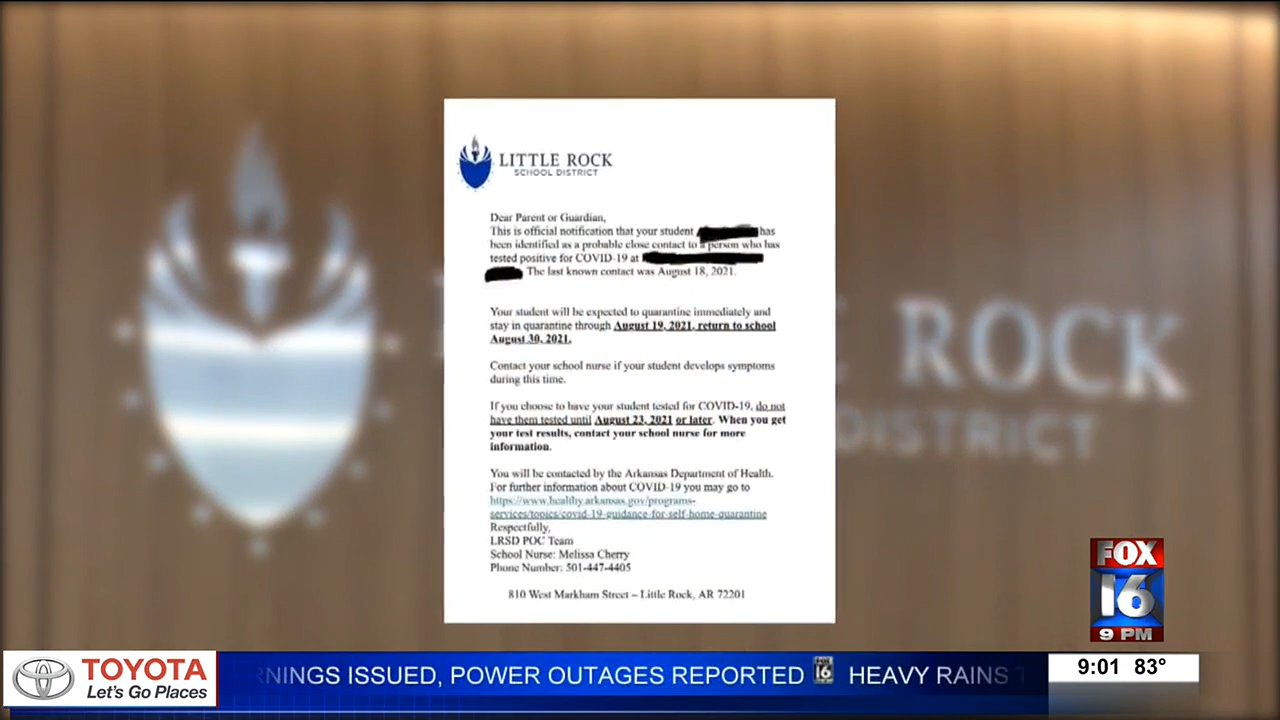 LITTLE ROCK
SCHOOL DISTRICT
Dear Parent or Guardian,
This is official notification that your student has
been identified as a probable close contact to a person who has
tested positive for COVID-19 at
The last known contact was August 18, 2021.
Your student will be expected to quarantine immediately and
stay in quarantine through August 19, 2021, return to school
August 30, 2021.
Contact your school nurse if your student develops symptoms
during this time.
If you choose to have your student tested for COVID-19, do not
have them tested until August 23, 2021 or later. When you get
your test results, contact your school nurse for more
information.
You will be contacted by the Arkansas Department of Health.
For further information about COVID-19 you may go to
https://www.healthy.arkansas.gov/programs-
services/topics/covid-19-guidance-for-self-home-quarantine
Respectfully,
LRSD POC Team
School Nurse: Melissa Cherry
Phone Number: 501-447-4405
810 West Markham Street – Little Rock, AR 72201
E ROCK
DISTRICT
FOX
16
9 PM
TOYOTA
Let's Go Places
RNINGS ISSUED, POWER OUTAGES REPORTED FOX 16 HEAVY RAINS
9:01 83°